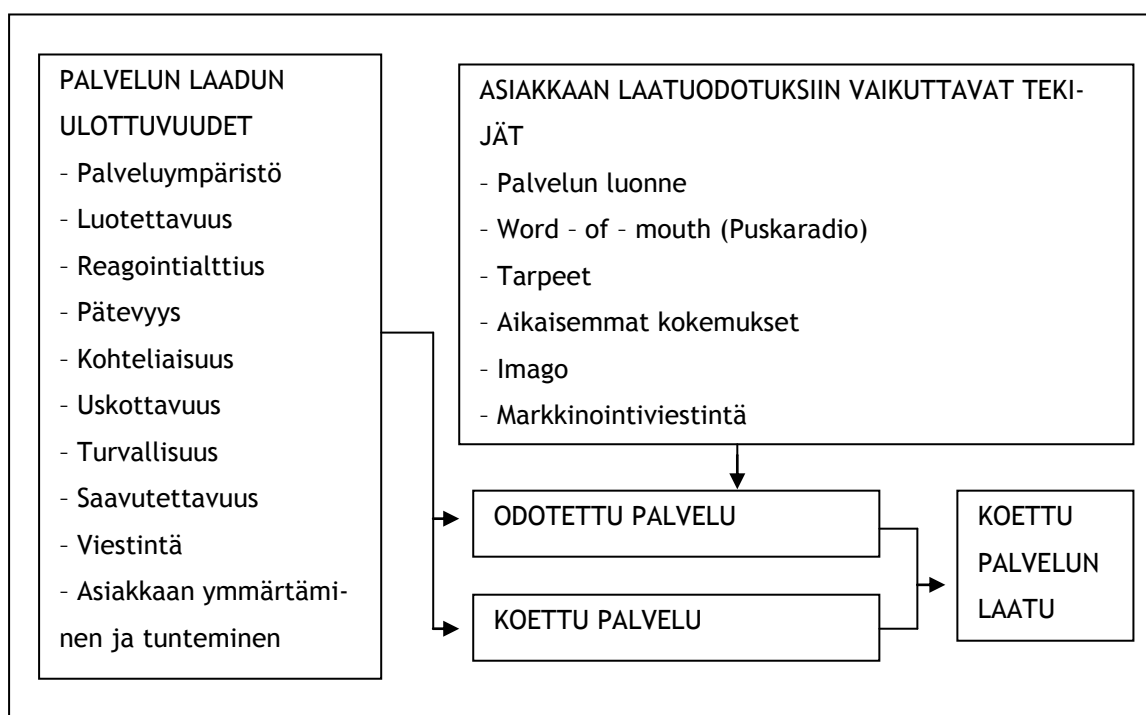 PALVELUN LAADUN
ULOTTUVUUDET
– Palveluympäristö
– Luotettavuus
– Reagointialttius
– Pätevyys
– Kohteliaisuus
– Uskottavuus
– Turvallisuus
– Saavutettavuus
– Viestintä
– Asiakkaan ymmärtämi-
nen ja tunteminen
ASIAKKAAN LAATUODOTUKSIIN VAIKUTTAVAT TEKI-
JÄT
– Palvelun luonne
– Word – of – mouth (Puskaradio)
– Tarpeet
– Aikaisemmat kokemukset
– Imago
– Markkinointiviestintä
ODOTETTU PALVELU
KOETTU PALVELU
KOETTU
PALVELUN
LAATU